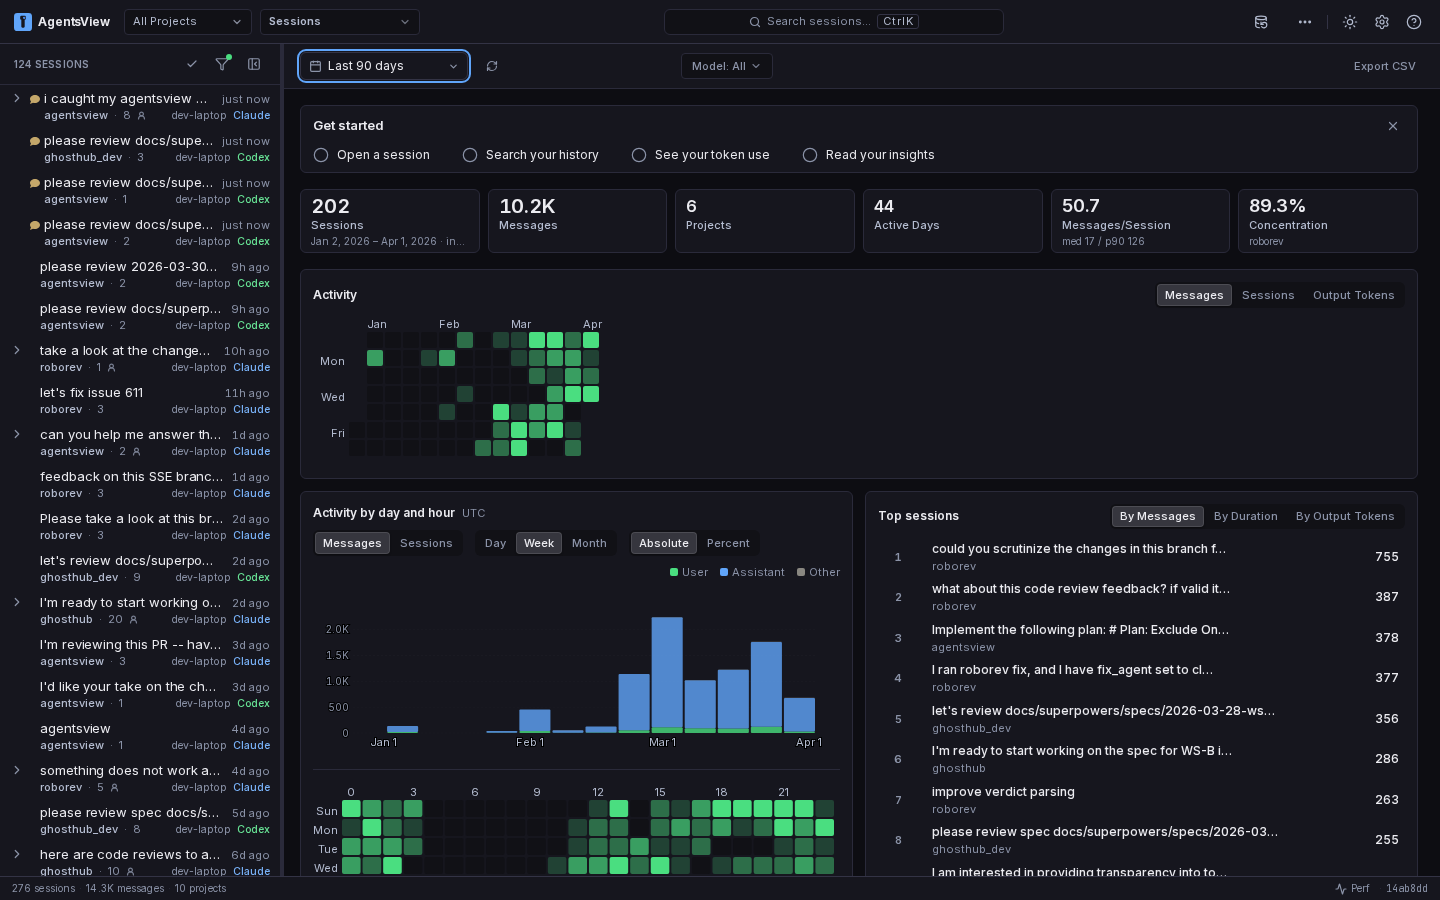 AgentsView
All Projects
Sessions
Search sessions... CtrlK
124 SESSIONS
i caught my agentsview ... just now
agentsview · 8 dev-laptop Claude
please review docs/supe... just now
ghosthub_dev · 3 dev-laptop Codex
please review docs/supe... just now
agentsview · 1 dev-laptop Codex
please review docs/supe... just now
agentsview · 2 dev-laptop Codex
please review 2026-03-30... 9h ago
agentsview · 2 dev-laptop Codex
please review docs/superp... 9h ago
agentsview · 2 dev-laptop Codex
take a look at the change... 10h ago
roborev · 1 dev-laptop Claude
let's fix issue 611 11h ago
roborev · 3 dev-laptop Claude
can you help me answer th... 1d ago
agentsview · 2 dev-laptop Claude
feedback on this SSE branc... 1d ago
roborev · 3 dev-laptop Claude
Please take a look at this br... 2d ago
roborev · 3 dev-laptop Claude
let's review docs/superpo... 2d ago
ghosthub_dev · 9 dev-laptop Codex
I'm ready to start working o... 2d ago
ghosthub · 20 dev-laptop Claude
I'm reviewing this PR -- hav... 3d ago
agentsview · 3 dev-laptop Claude
I'd like your take on the ch... 3d ago
agentsview · 1 dev-laptop Codex
agentsview 4d ago
agentsview · 1 dev-laptop Claude
something does not work a... 4d ago
roborev · 5 dev-laptop Claude
please review spec docs/s... 5d ago
ghosthub_dev · 8 dev-laptop Codex
here are code reviews to a... 6d ago
ghosthub · 10 dev-laptop Claude
Last 90 days
Model: All
Export CSV
Get started
Open a session
Search your history
See your token use
Read your insights
202
Sessions
Jan 2, 2026 – Apr 1, 2026 · in...
10.2K
Messages
6
Projects
44
Active Days
50.7
Messages/Session
med 17 / p90 126
89.3%
Concentration
roborev
Activity
Messages Sessions Output Tokens
Jan Feb Mar Apr
Mon
Wed
Fri
Activity by day and hour UTC
Messages Sessions Day Week Month Absolute Percent
User Assistant Other
2.0K
1.5K
1.0K
500
0
Jan 1 Feb 1 Mar 1 Apr 1
0 3 6 9 12 15 18 21
Sun
Mon
Tue
Wed
Top sessions
By Messages By Duration By Output Tokens
1 could you scrutinize the changes in this branch f... 755
roborev
2 what about this code review feedback? if valid it... 387
roborev
3 Implement the following plan: # Plan: Exclude On... 378
agentsview
4 I ran roborev fix, and I have fix_agent set to cl... 377
roborev
5 let's review docs/superpowers/specs/2026-03-28-ws... 356
ghosthub_dev
6 I'm ready to start working on the spec for WS-B i... 286
ghosthub
7 improve verdict parsing 263
roborev
8 please review spec docs/superpowers/specs/2026-03... 255
ghosthub_dev
I am interested in providing transparency into to...
276 sessions 14.3K messages 10 projects
Perf 14ab8dd